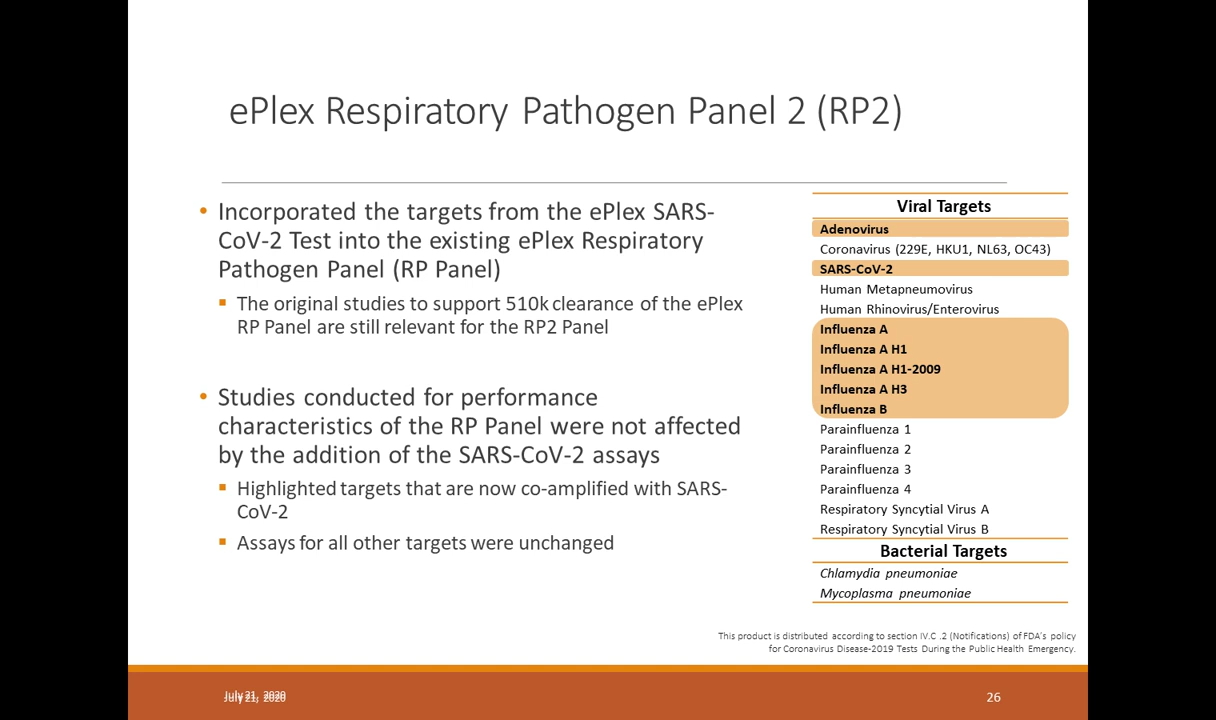 ePlex Respiratory Pathogen Panel 2 (RP2)
• Incorporated the targets from the ePlex SARS-
CoV-2 Test into the existing ePlex Respiratory
Pathogen Panel (RP Panel)
▪ The original studies to support 510k clearance of the ePlex
RP Panel are still relevant for the RP2 Panel
• Studies conducted for performance
characteristics of the RP Panel were not affected
by the addition of the SARS-CoV-2 assays
▪ Highlighted targets that are now co-amplified with SARS-
CoV-2
▪ Assays for all other targets were unchanged
Viral Targets
Adenovirus
Coronavirus (229E, HKU1, NL63, OC43)
SARS-CoV-2
Human Metapneumovirus
Human Rhinovirus/Enterovirus
Influenza A
Influenza A H1
Influenza A H1-2009
Influenza A H3
Influenza B
Parainfluenza 1
Parainfluenza 2
Parainfluenza 3
Parainfluenza 4
Respiratory Syncytial Virus A
Respiratory Syncytial Virus B
Bacterial Targets
Chlamydia pneumoniae
Mycoplasma pneumoniae
This product is distributed according to section IV.C .2 (Notifications) of FDA's policy
for Coronavirus Disease-2019 Tests During the Public Health Emergency.
July 21, 2020
July 21, 2020
26